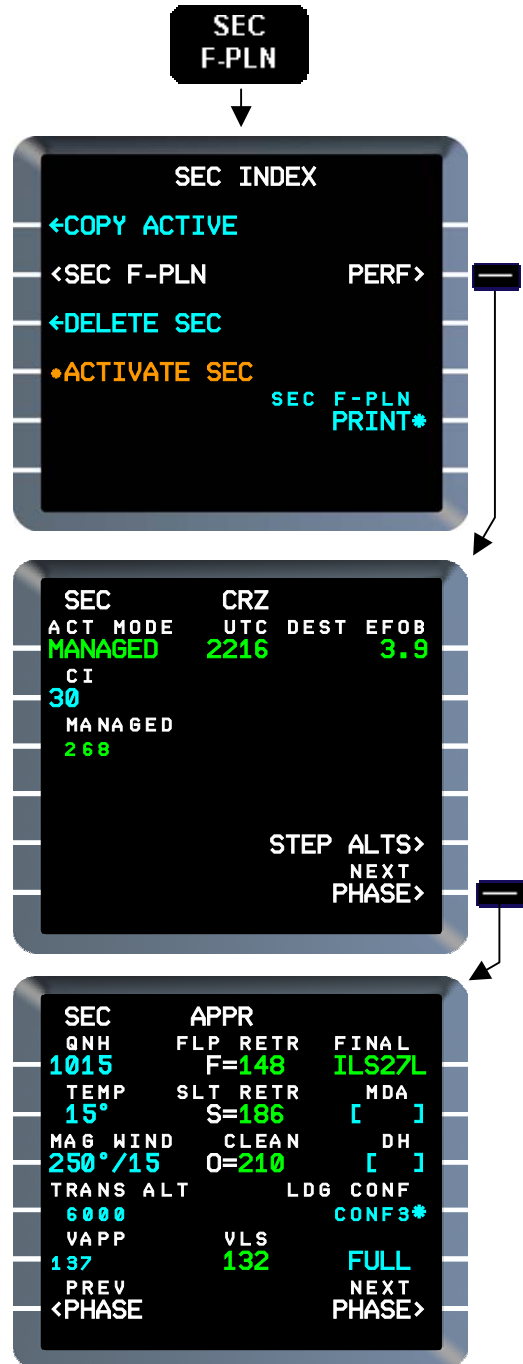 SEC
F-PLN
SEC INDEX
←COPY ACTIVE
<SEC F-PLN PERF>
←DELETE SEC
*ACTIVATE SEC
SEC F-PLN
PRINT*
SEC CRZ
ACT MODE UTC DEST EFOB
MANAGED 2216 3.9
CI
30
MANAGED
268
STEP ALTS>
NEXT
PHASE>
SEC APPR
QNH FLP RETR FINAL
1015 F=148 ILS27L
TEMP SLT RETR MDA
15° S=186 [ ]
MAG WIND CLEAN DH
250°/15 O=210 [ ]
TRANS ALT LDG CONF
6000 CONF3*
VAPP VLS
137 132 FULL
PREV NEXT
<PHASE PHASE>